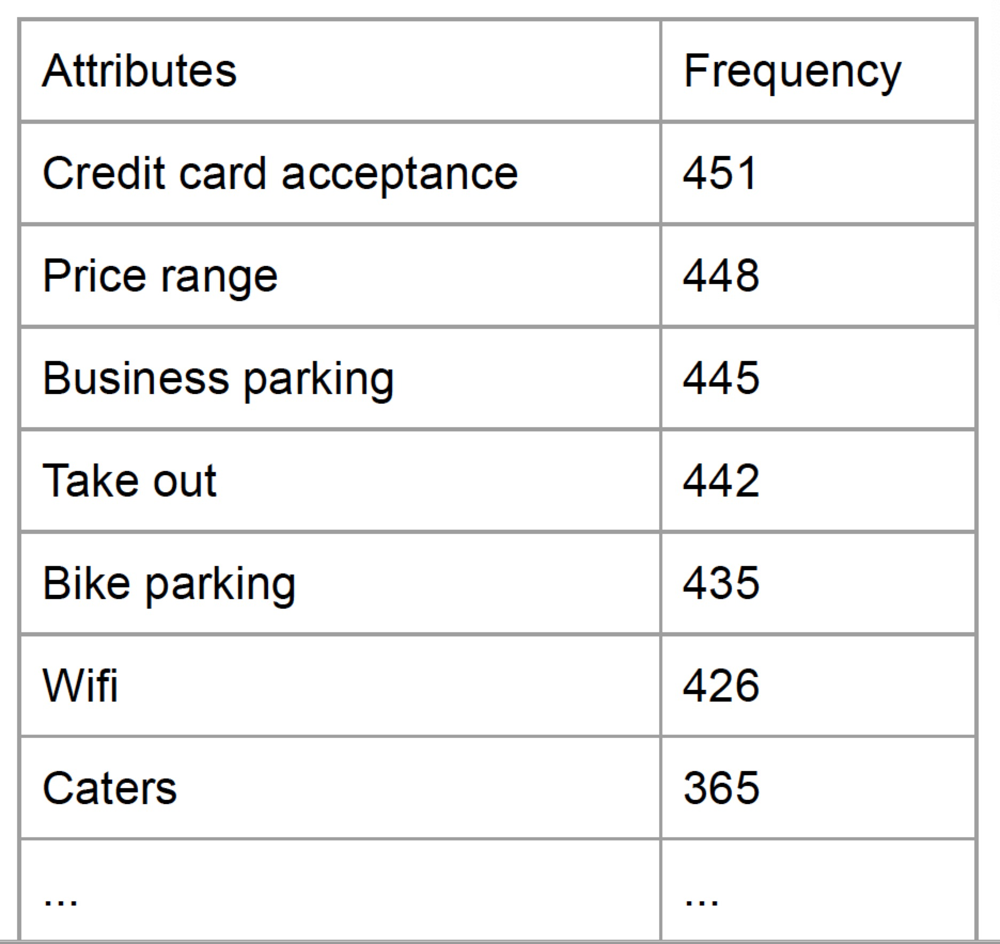 Attributes Frequency
Credit card acceptance 451
Price range 448
Business parking 445
Take out 442
Bike parking 435
Wifi 426
Caters 365
... ...